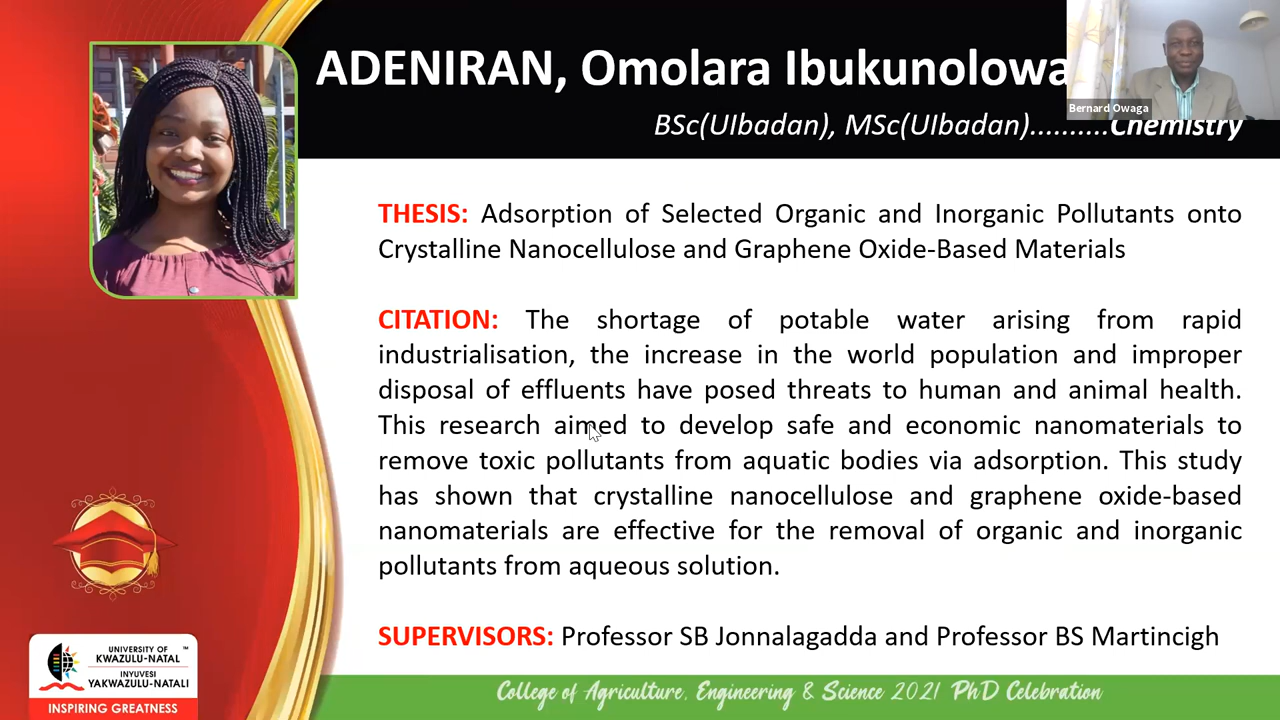 ADENIRAN, Omolara Ibukunolowa
Bernard Owaga
BSc(UIbadan), MSc(UIbadan)..........Chemistry
THESIS: Adsorption of Selected Organic and Inorganic Pollutants onto
Crystalline Nanocellulose and Graphene Oxide-Based Materials
CITATION: The shortage of potable water arising from rapid
industrialisation, the increase in the world population and improper
disposal of effluents have posed threats to human and animal health.
This research aimed to develop safe and economic nanomaterials to
remove toxic pollutants from aquatic bodies via adsorption. This study
has shown that crystalline nanocellulose and graphene oxide-based
nanomaterials are effective for the removal of organic and inorganic
pollutants from aqueous solution.
SUPERVISORS: Professor SB Jonnalagadda and Professor BS Martincigh
UNIVERSITY OF ™
KWAZULU-NATAL
INYUVESI
YAKWAZULU-NATALI
INSPIRING GREATNESS
College of Agriculture, Engineering & Science 2021 PhD Celebration